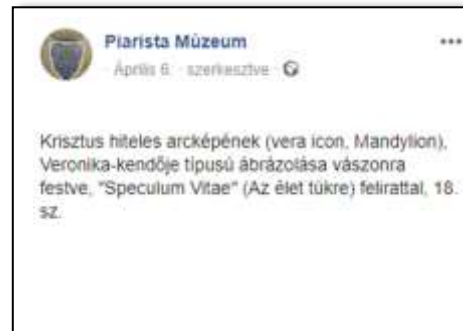 Piarista Múzeum
Április 6. · szerkesztve ·
Krisztus hiteles arcképének (vera icon, Mandylion),
Veronika-kendője típusú ábrázolása vászonra
festve, "Speculum Vitae" (Az élet tükre) felirattal, 18.
sz.